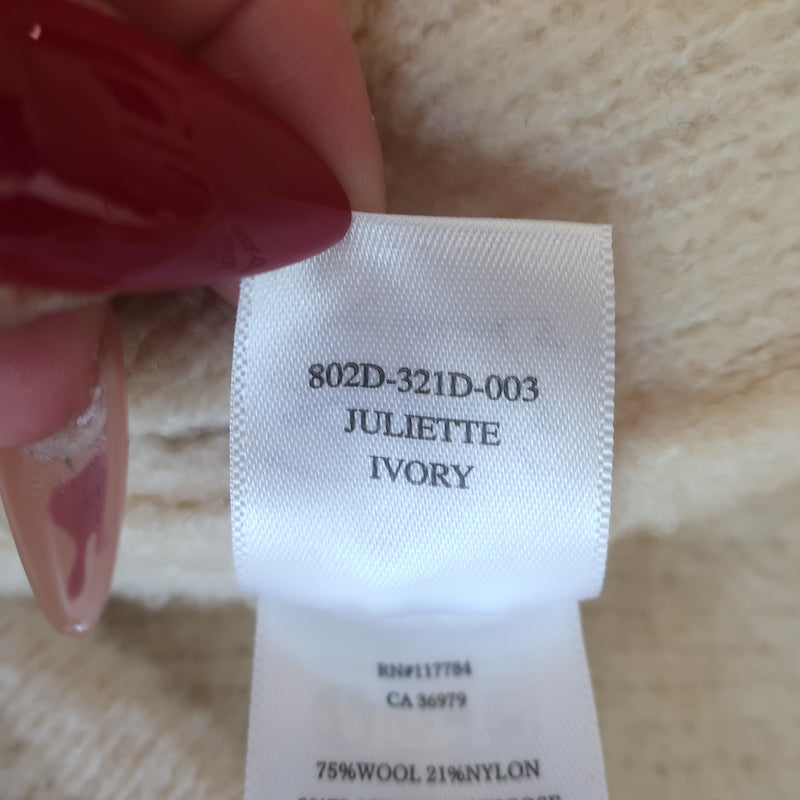 802D-321D-003
JULIETTE
IVORY
RN#117784
CA 36979
75%WOOL 21%NYLON